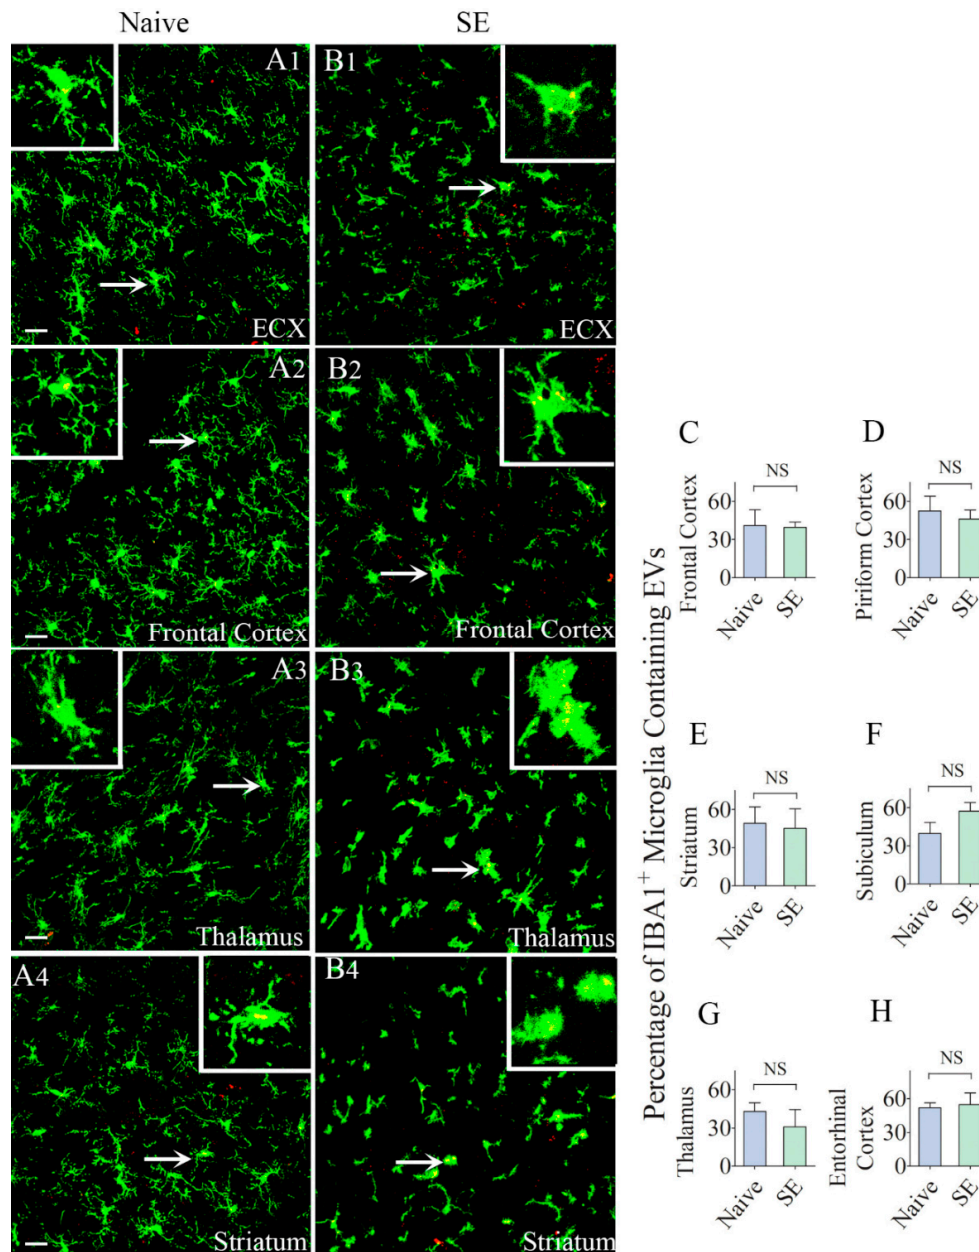 Naive
SE
A1
B1
ECX
ECX
A2
B2
Frontal Cortex
Frontal Cortex
A3
B3
Thalamus
Thalamus
A4
B4
Striatum
Striatum
Percentage of IBA1+ Microglia Containing EVs
C
Frontal Cortex
NS
60
30
0
Naive
SE
D
Piriform Cortex
NS
60
30
0
Naive
SE
E
Striatum
NS
60
30
0
Naive
SE
F
Subiculum
NS
60
30
0
Naive
SE
G
Thalamus
NS
60
30
0
Naive
SE
H
Entorhinal
Cortex
NS
60
30
0
Naive
SE